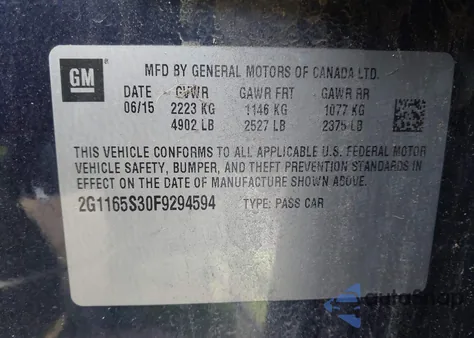 GM
MFD BY GENERAL MOTORS OF CANADA LTD.
DATE GVWR GAWR FRT GAWR RR
06/15 2223 KG 1146 KG 1077 KG
4902 LB 2527 LB 2375 LB
THIS VEHICLE CONFORMS TO ALL APPLICABLE U.S. FEDERAL MOTOR
VEHICLE SAFETY, BUMPER, AND THEFT PREVENTION STANDARDS IN
EFFECT ON THE DATE OF MANUFACTURE SHOWN ABOVE.
2G1165S30F9294594 TYPE: PASS CAR
autoSnap